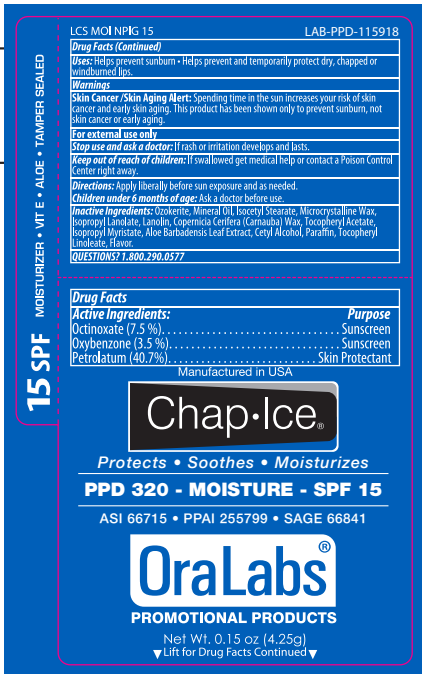 LCS MOI NPIG 15 LAB-PPD-115918
Drug Facts (Continued)
Uses: Helps prevent sunburn • Helps prevent and temporarily protect dry, chapped or
windburned lips.
Warnings
Skin Cancer /Skin Aging Alert: Spending time in the sun increases your risk of skin
cancer and early skin aging. This product has been shown only to prevent sunburn, not
skin cancer or early aging.
For external use only
Stop use and ask a doctor: If rash or irritation develops and lasts.
Keep out of reach of children: If swallowed get medical help or contact a Poison Control
Center right away.
Directions: Apply liberally before sun exposure and as needed.
Children under 6 months of age: Ask a doctor before use.
Inactive Ingredients: Ozokerite, Mineral Oil, Isocetyl Stearate, Microcrystalline Wax,
Isopropyl Lanolate, Lanolin, Copernicia Cerifera (Carnauba) Wax, Tocopheryl Acetate,
Isopropyl Myristate, Aloe Barbadensis Leaf Extract, Cetyl Alcohol, Paraffin, Tocopheryl
Linoleate, Flavor.
QUESTIONS? 1.800.290.0577
15 SPF MOISTURIZER • VIT E • ALOE • TAMPER SEALED
Drug Facts
Active Ingredients: Purpose
Octinoxate (7.5 %)............................Sunscreen
Oxybenzone (3.5 %)............................Sunscreen
Petrolatum (40.7%)........................Skin Protectant
Manufactured in USA
Chap•Ice®
Protects • Soothes • Moisturizes
PPD 320 - MOISTURE - SPF 15
ASI 66715 • PPAI 255799 • SAGE 66841
OraLabs®
PROMOTIONAL PRODUCTS
Net Wt. 0.15 oz (4.25g)
▼Lift for Drug Facts Continued▼